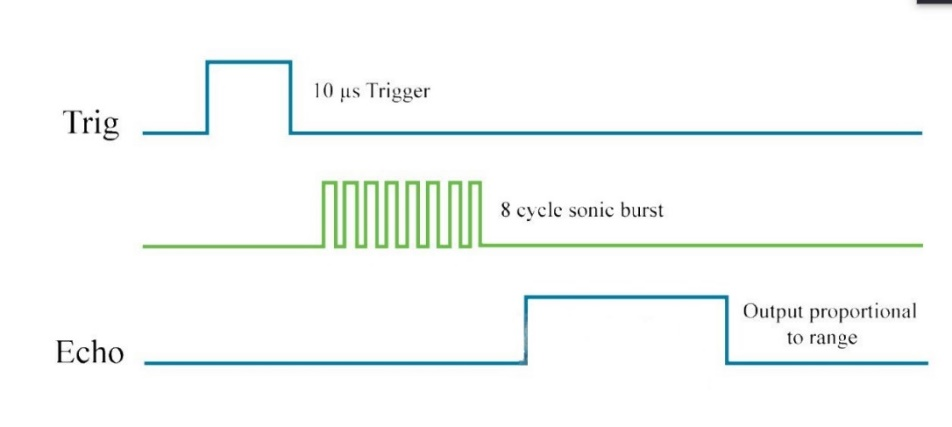 10 μs Trigger
Trig
8 cycle sonic burst
Output proportional
to range
Echo